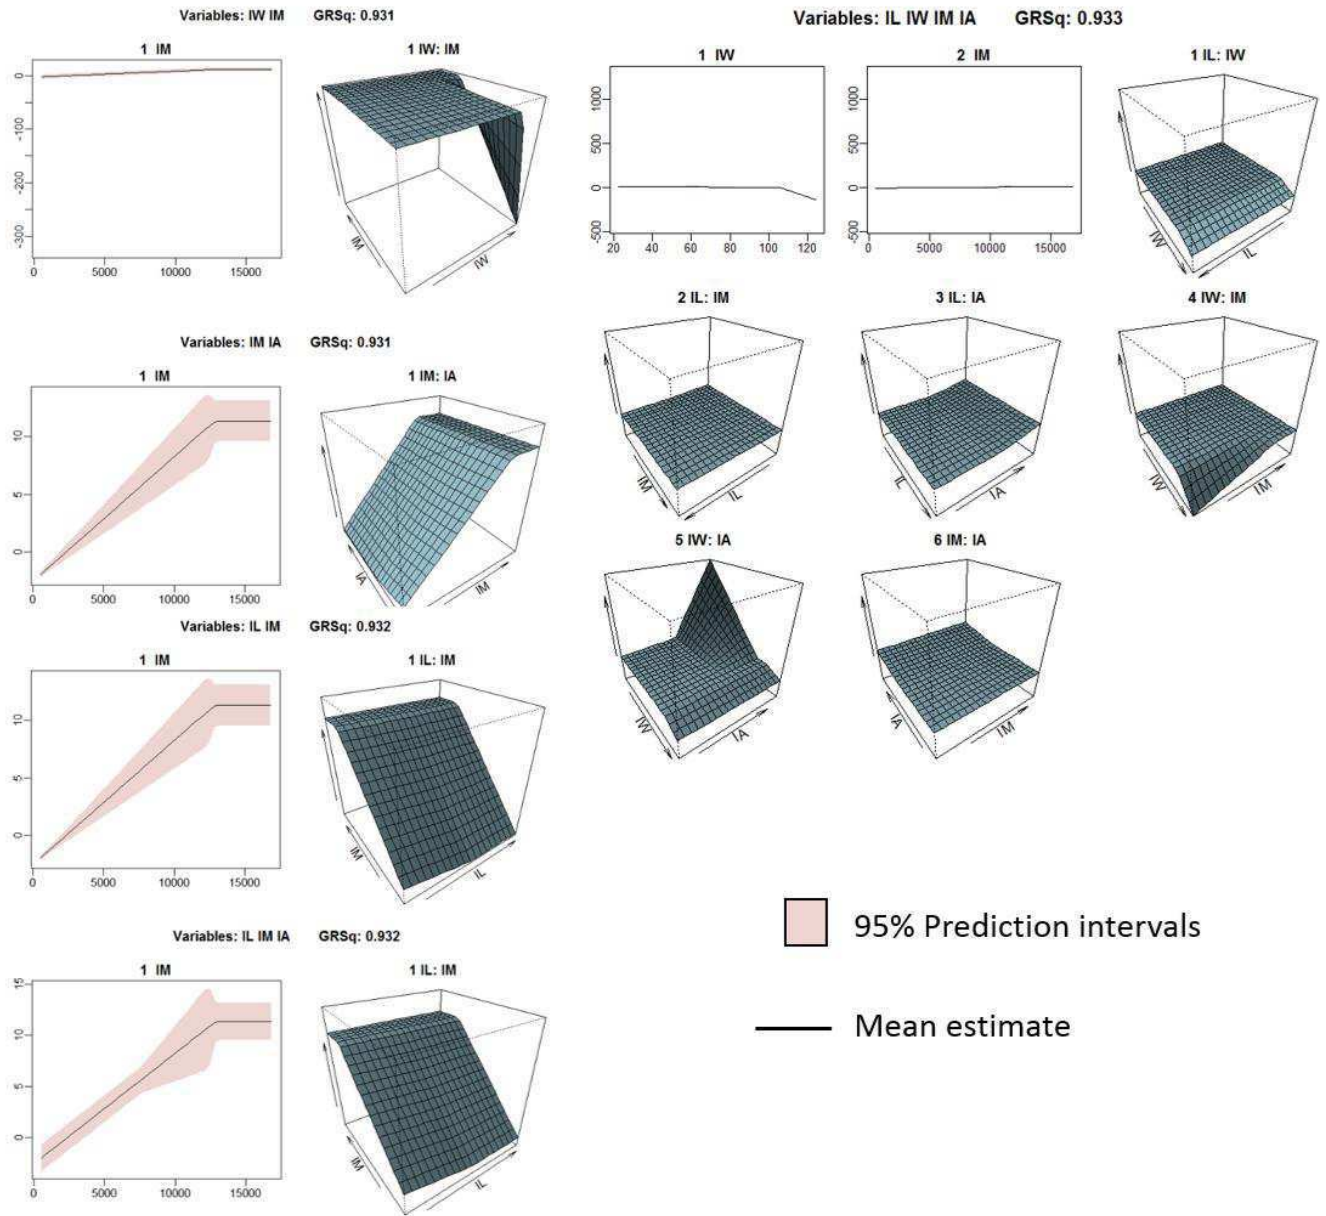 Variables: IW IM GRSq: 0.931
1 IM
0
-100
-200
-300
0 5000 10000 15000
1 IW: IM
IM
IW
Variables: IM IA GRSq: 0.931
1 IM
10
5
0
0 5000 10000 15000
1 IM: IA
IA
IM
Variables: IL IM GRSq: 0.932
1 IM
10
5
0
0 5000 10000 15000
1 IL: IM
IM
IL
Variables: IL IM IA GRSq: 0.932
1 IM
15
10
5
0
0 5000 10000 15000
1 IL: IM
IM
IL
Variables: IL IW IM IA GRSq: 0.933
1 IW
1000
500
0
-500
20 40 60 80 100 120
2 IM
1000
500
0
-500
0 5000 10000 15000
1 IL: IW
IW
IL
2 IL: IM
IM
IL
3 IL: IA
IL
IA
4 IW: IM
IW
IM
5 IW: IA
IW
IA
6 IM: IA
IA
IM
95% Prediction intervals
Mean estimate